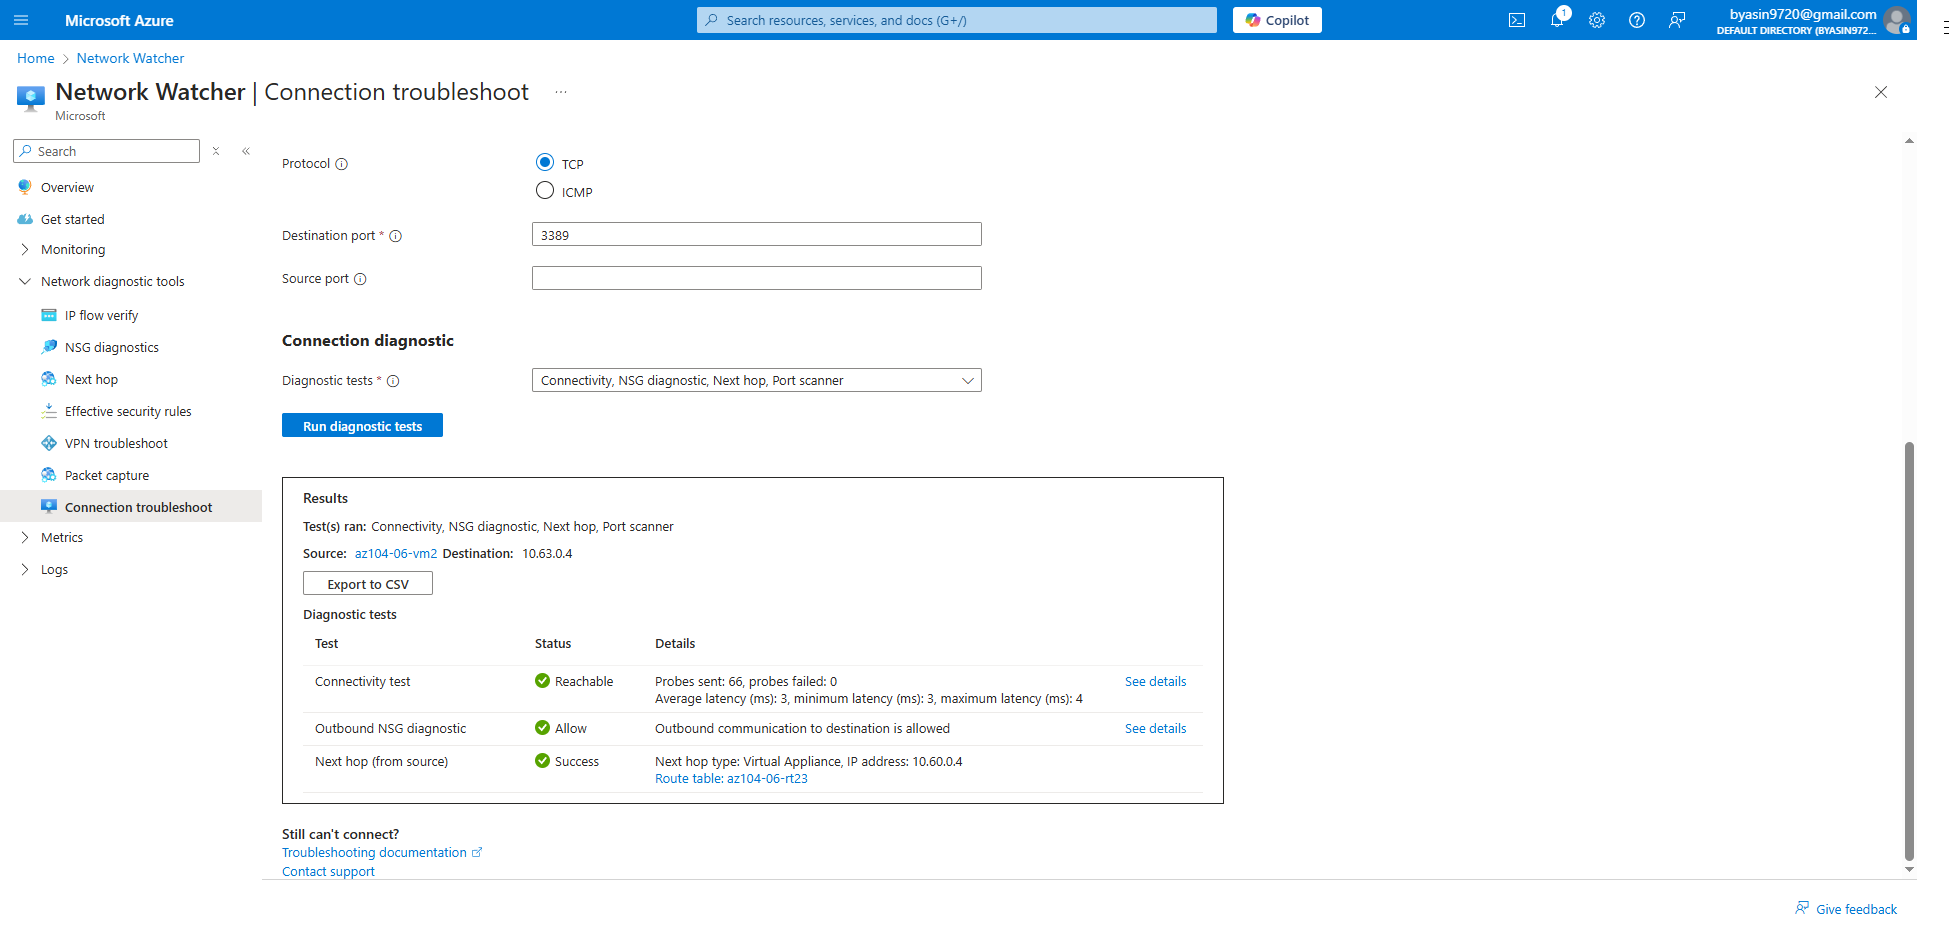 Microsoft Azure
Search resources, services, and docs (G+/)
Copilot
1
byasin9720@gmail.com
DEFAULT DIRECTORY (BYASIN972...
Home > Network Watcher
Network Watcher | Connection troubleshoot ...
Microsoft
Search
Overview
Get started
Monitoring
Network diagnostic tools
IP flow verify
NSG diagnostics
Next hop
Effective security rules
VPN troubleshoot
Packet capture
Connection troubleshoot
Metrics
Logs
Protocol
TCP
ICMP
Destination port *
3389
Source port
Connection diagnostic
Diagnostic tests *
Connectivity, NSG diagnostic, Next hop, Port scanner
Run diagnostic tests
Results
Test(s) ran: Connectivity, NSG diagnostic, Next hop, Port scanner
Source: az104-06-vm2 Destination: 10.63.0.4
Export to CSV
Diagnostic tests
Test Status Details
Connectivity test Reachable Probes sent: 66, probes failed: 0 See details
Average latency (ms): 3, minimum latency (ms): 3, maximum latency (ms): 4
Outbound NSG diagnostic Allow Outbound communication to destination is allowed See details
Next hop (from source) Success Next hop type: Virtual Appliance, IP address: 10.60.0.4
Route table: az104-06-rt23
Still can't connect?
Troubleshooting documentation
Contact support
Give feedback